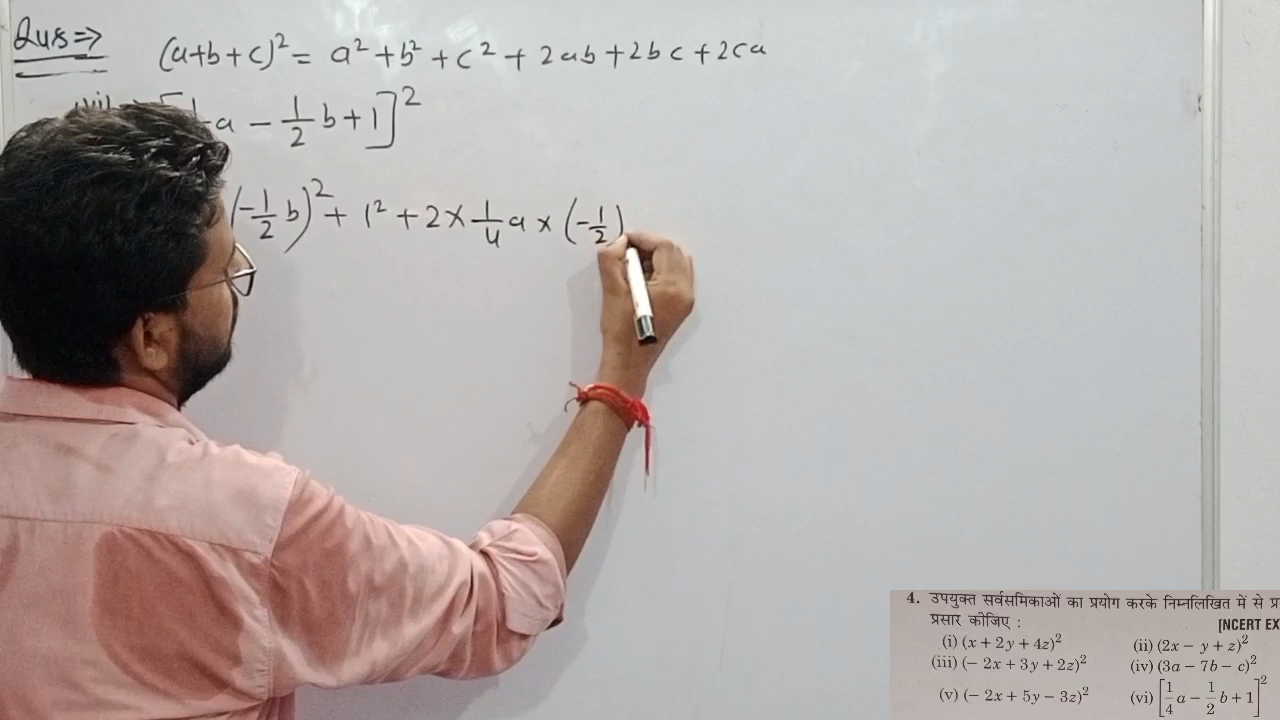 Ques ⇒ (a+b+c)² = a² + b² + c² + 2ab + 2bc + 2ca
a - 1/2 b + 1]²
(-1/2 b)² + 1² + 2 × 1/4 a × (-1/2)
4. उपयुक्त सर्वसमिकाओं का प्रयोग करके निम्नलिखित में से प्र
प्रसार कीजिए : [NCERT EX
(i) (x + 2y + 4z)² (ii) (2x - y + z)²
(iii) (- 2x + 3y + 2z)² (iv) (3a - 7b - c)²
(v) (- 2x + 5y - 3z)² (vi) [1/4 a - 1/2 b + 1]²